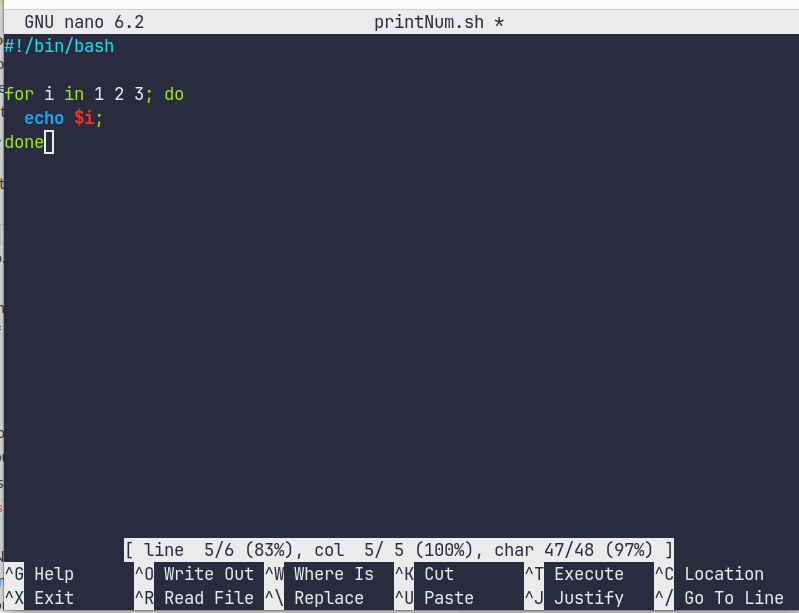 GNU nano 6.2 printNum.sh *
#!/bin/bash
for i in 1 2 3; do
echo $i;
done
[ line  5/6 (83%), col  5/ 5 (100%), char 47/48 (97%) ]
^G Help ^O Write Out ^W Where Is ^K Cut ^T Execute ^C Location
^X Exit ^R Read File ^\ Replace ^U Paste ^J Justify ^/ Go To Line